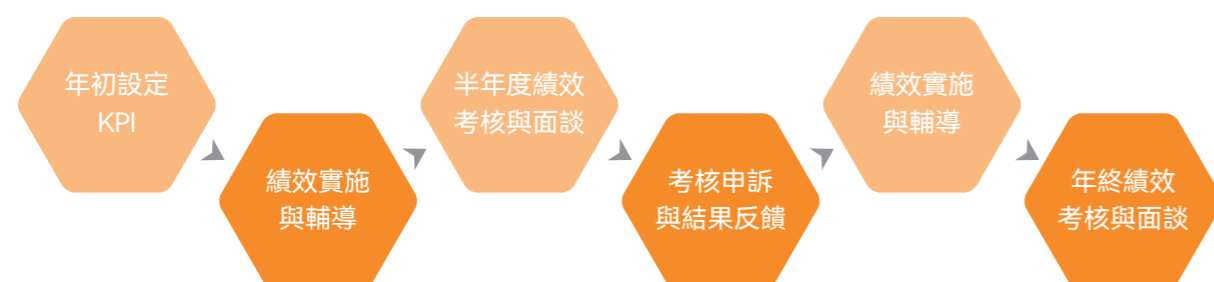 年初設定
KPI
績效實施
與輔導
半年度績效
考核與面談
考核申訴
與結果反饋
績效實施
與輔導
年終績效
考核與面談